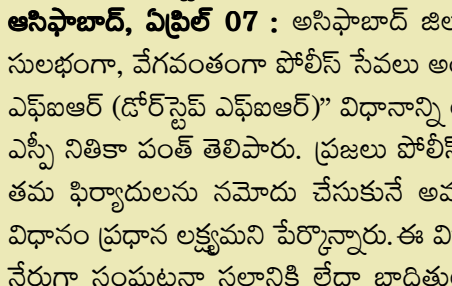 ఆసిఫాబాద్, ఏప్రిల్ 07 : అసిఫాబాద్
సులభంగా, వేగవంతంగా పోలీస్ సేవలు
ఎఫ్ఐఆర్ (డోర్‌స్టెప్ ఎఫ్ఐఆర్)” విధానాన్ని
ఎస్పీ నితికా పంత్ తెలిపారు. ప్రజలు
తమ ఫిర్యాదులను నమోదు చేసుకునే
విధానం ప్రధాన లక్ష్యమని పేర్కొన్నారు. ఈ
నేరుగా సంఘటనా స్థలానికి లేదా